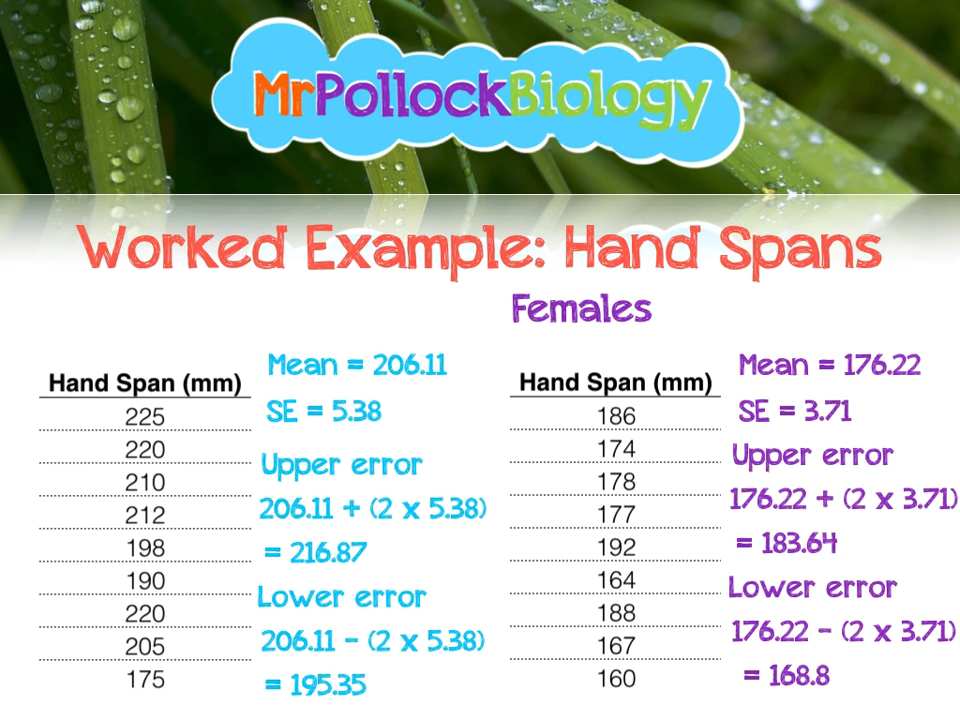 MrPollockBiology
Worked Example: Hand Spans
Hand Span (mm)
225
220
210
212
198
190
220
205
175
Mean = 206.11
SE = 5.38
Upper error
206.11 + (2 x 5.38)
= 216.87
Lower error
206.11 - (2 x 5.38)
= 195.35
Females
Hand Span (mm)
186
174
178
177
192
164
188
167
160
Mean = 176.22
SE = 3.71
Upper error
176.22 + (2 x 3.71)
= 183.64
Lower error
176.22 - (2 x 3.71)
= 168.8